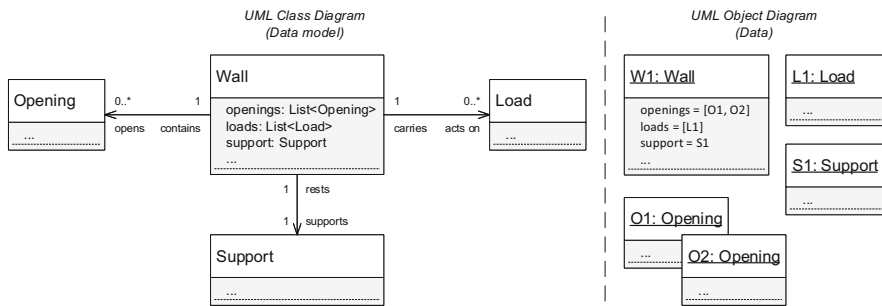 UML Class Diagram
(Data model)
Opening
...
0..*
opens
1
contains
Wall
openings: List<Opening>
loads: List<Load>
support: Support
...
1
carries
0..*
acts on
Load
...
1
rests
1
supports
Support
...
UML Object Diagram
(Data)
W1: Wall
openings = [O1, O2]
loads = [L1]
support = S1
...
L1: Load
...
S1: Support
...
O1: Opening
...
O2: Opening
...